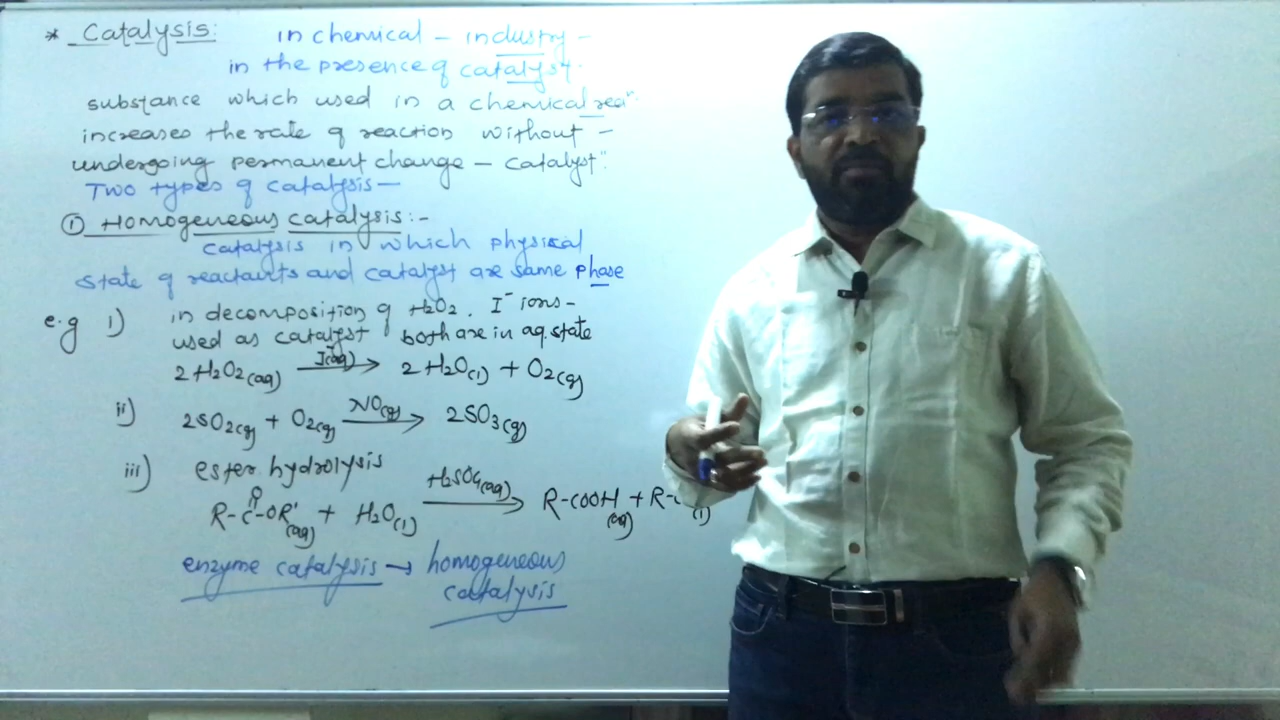 * Catalysis: in chemical – industry –
in the presence of catalyst.
substance which used in a chemical reaⁿ.
increases the rate of reaction without –
undergoing permanent change – catalyst"
Two types of catalysis –
① Homogeneous catalysis:-
catalysis in which physical
state of reactants and catalyst are same phase
e.g i) in decomposition of H2O2, I⁻ ions –
used as catalyst both are in aq. state
2H2O2(aq) I⁻(aq) → 2H2O(l) + O2(g)
ii) 2SO2(g) + O2(g) NO(g) → 2SO3(g)
iii) ester hydrolysis
H2SO4(aq)
O
R-C-OR'(aq) + H2O(l) → R-COOH(aq) + R- (l)
enzyme catalysis → homogeneous
catalysis